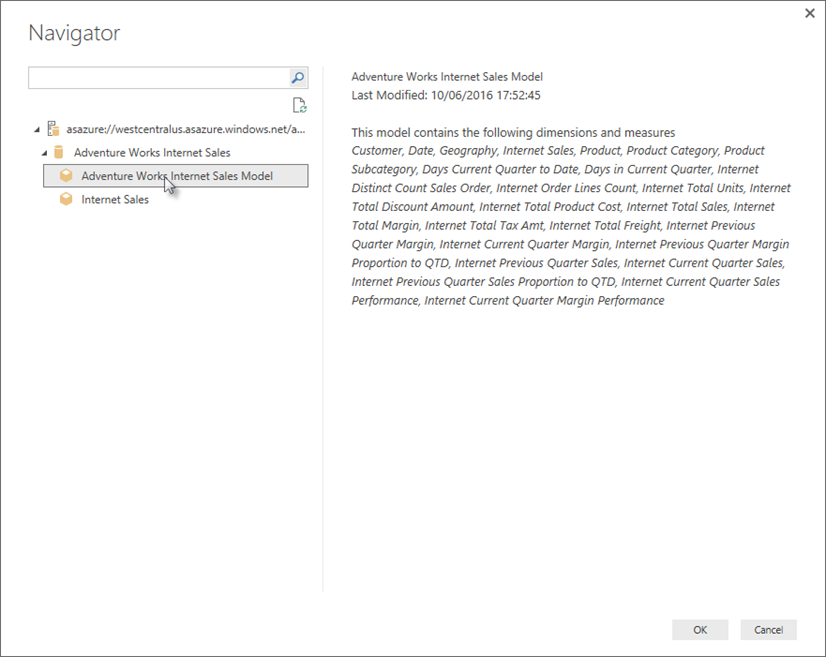 Navigator
asazure://westcentralus.asazure.windows.net/a...
Adventure Works Internet Sales
Adventure Works Internet Sales Model
Internet Sales
Adventure Works Internet Sales Model
Last Modified: 10/06/2016 17:52:45
This model contains the following dimensions and measures
Customer, Date, Geography, Internet Sales, Product, Product Category, Product
Subcategory, Days Current Quarter to Date, Days in Current Quarter, Internet
Distinct Count Sales Order, Internet Order Lines Count, Internet Total Units, Internet
Total Discount Amount, Internet Total Product Cost, Internet Total Sales, Internet
Total Margin, Internet Total Tax Amt, Internet Total Freight, Internet Previous
Quarter Margin, Internet Current Quarter Margin, Internet Previous Quarter Margin
Proportion to QTD, Internet Previous Quarter Sales, Internet Current Quarter Sales,
Internet Previous Quarter Sales Proportion to QTD, Internet Current Quarter Sales
Performance, Internet Current Quarter Margin Performance
OK
Cancel